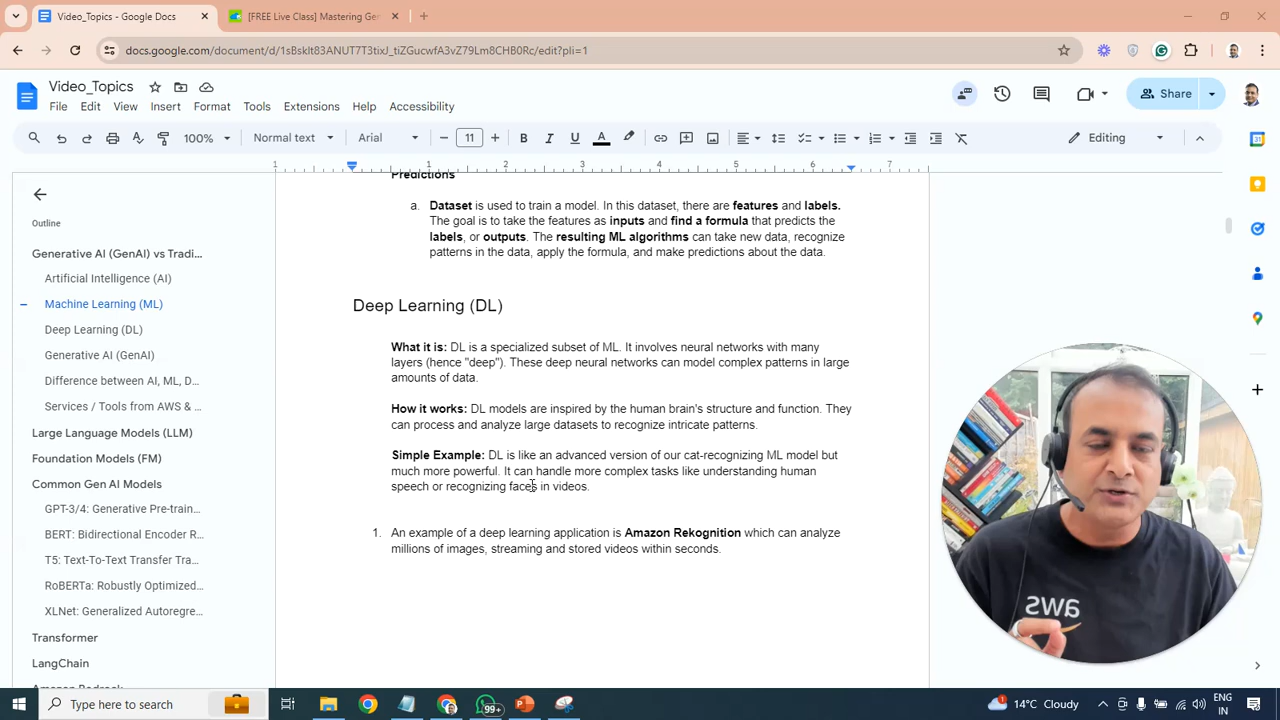 Video_Topics - Google Docs
[FREE Live Class] Mastering Ge
docs.google.com/document/d/1sBsklt83ANUT7T3tixJ_tiZGucwfA3vZ79Lm8CHB0Rc/edit?pli=1
Video_Topics
File Edit View Insert Format Tools Extensions Help Accessibility
Share
100% Normal text Arial 11 Editing
1 1 2 3 4 5 6 7
Outline
Generative AI (GenAI) vs Tradi...
Artificial Intelligence (AI)
Machine Learning (ML)
Deep Learning (DL)
Generative AI (GenAI)
Difference between AI, ML, D...
Services / Tools from AWS & ...
Large Language Models (LLM)
Foundation Models (FM)
Common Gen AI Models
GPT-3/4: Generative Pre-train...
BERT: Bidirectional Encoder R...
T5: Text-To-Text Transfer Tra...
RoBERTa: Robustly Optimized...
XLNet: Generalized Autoregre...
Transformer
LangChain
Amazon Bedrock
Predictions
a. Dataset is used to train a model. In this dataset, there are features and labels.
The goal is to take the features as inputs and find a formula that predicts the
labels, or outputs. The resulting ML algorithms can take new data, recognize
patterns in the data, apply the formula, and make predictions about the data.
Deep Learning (DL)
What it is: DL is a specialized subset of ML. It involves neural networks with many
layers (hence "deep"). These deep neural networks can model complex patterns in large
amounts of data.
How it works: DL models are inspired by the human brain's structure and function. They
can process and analyze large datasets to recognize intricate patterns.
Simple Example: DL is like an advanced version of our cat-recognizing ML model but
much more powerful. It can handle more complex tasks like understanding human
speech or recognizing faces in videos.
1. An example of a deep learning application is Amazon Rekognition which can analyze
millions of images, streaming and stored videos within seconds.
aws
Type here to search
99+
14°C Cloudy
ENG
IN